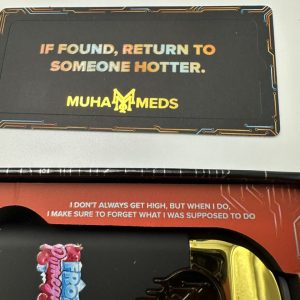 IF FOUND, RETURN TO
SOMEONE HOTTER.
MUHA MEDS
I DON'T ALWAYS GET HIGH, BUT WHEN I DO,
I MAKE SURE TO FORGET WHAT I WAS SUPPOSED TO DO